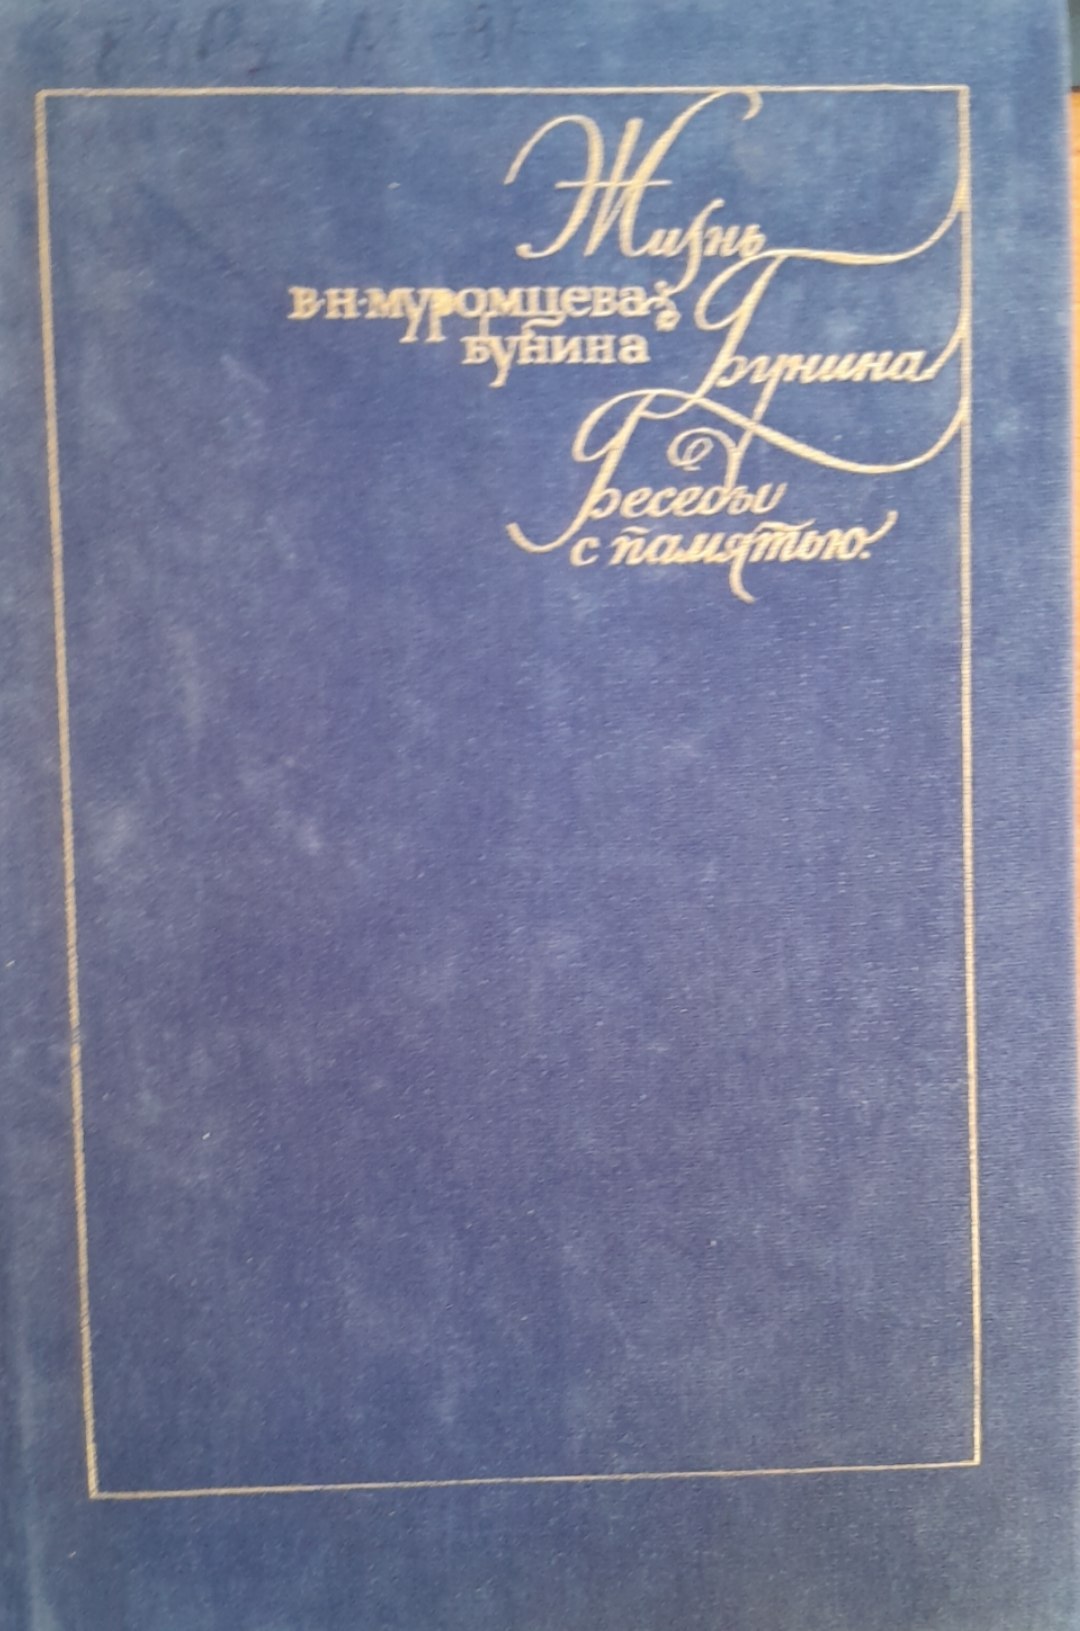 Жизнь
В·Н·Муромцева-
Бунина
Бунина
Беседы
с памятью.